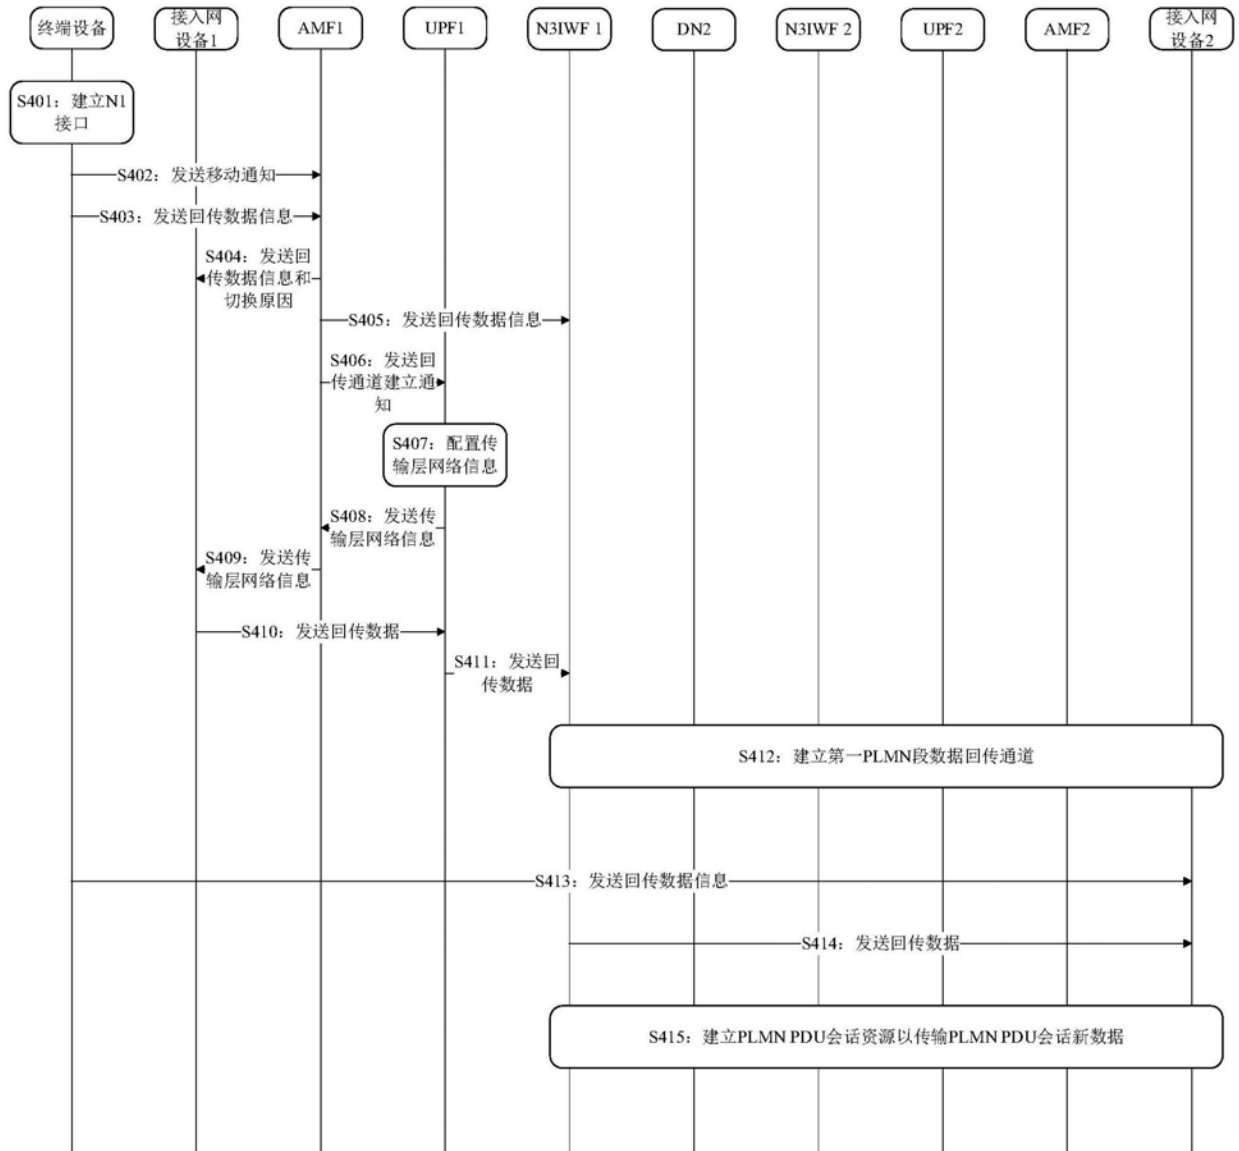 终端设备
接入网
设备1
AMF1
UPF1
N3IWF 1
DN2
N3IWF 2
UPF2
AMF2
接入网
设备2
S401：建立N1
接口
S402：发送移动通知
S403：发送回传数据信息
S404：发送回
传数据信息和
切换原因
S405：发送回传数据信息
S406：发送回
传通道建立通
知
S407：配置传
输层网络信息
S408：发送传
输层网络信息
S409：发送传
输层网络信息
S410：发送回传数据
S411：发送回
传数据
S412：建立第一PLMN段数据回传通道
S413：发送回传数据信息
S414：发送回传数据
S415：建立PLMN PDU会话资源以传输PLMN PDU会话新数据